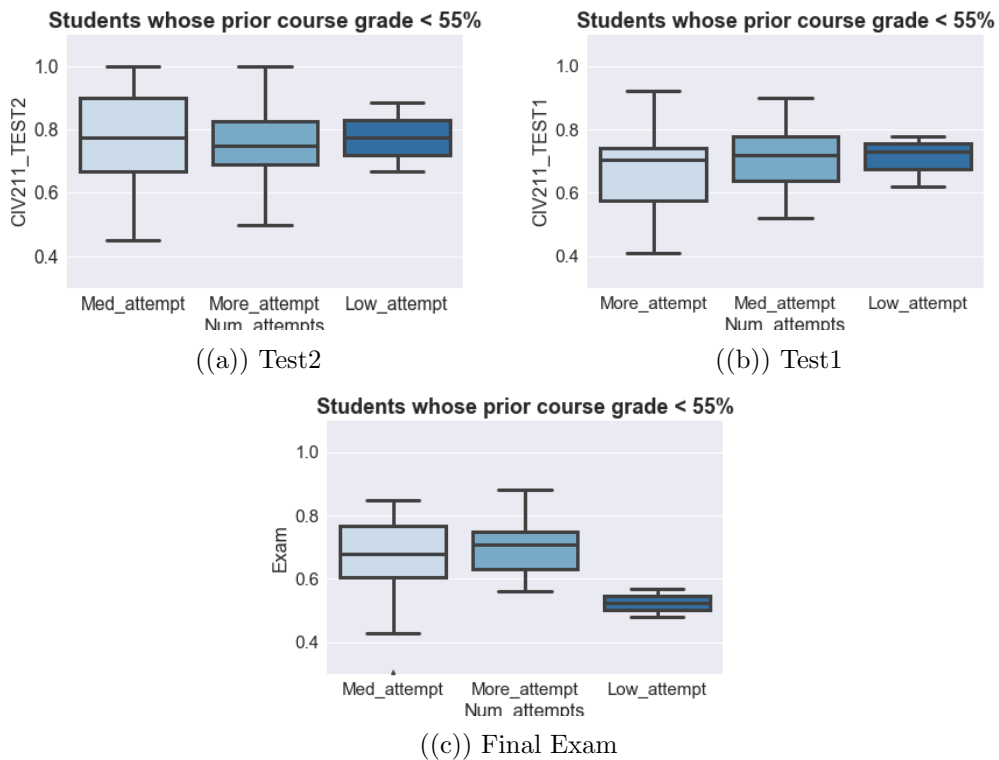 Students whose prior course grade < 55%
1.0
0.8
0.6
0.4
CIV211_TEST2
Med_attempt More_attempt Low_attempt
Num_attempts
((a)) Test2
Students whose prior course grade < 55%
1.0
0.8
0.6
0.4
CIV211_TEST1
More_attempt Med_attempt Low_attempt
Num_attempts
((b)) Test1
Students whose prior course grade < 55%
1.0
0.8
0.6
0.4
Exam
Med_attempt More_attempt Low_attempt
Num_attempts
((c)) Final Exam